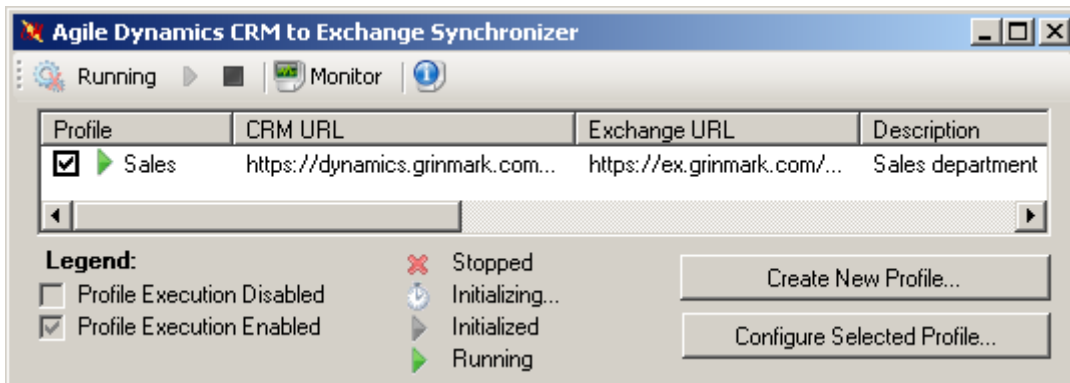 Agile Dynamics CRM to Exchange Synchronizer
Running Monitor
Profile CRM URL Exchange URL Description
Sales https://dynamics.grinmark.com... https://ex.grinmark.com/... Sales department
Legend:
Profile Execution Disabled
Profile Execution Enabled
Stopped
Initializing...
Initialized
Running
Create New Profile...
Configure Selected Profile...